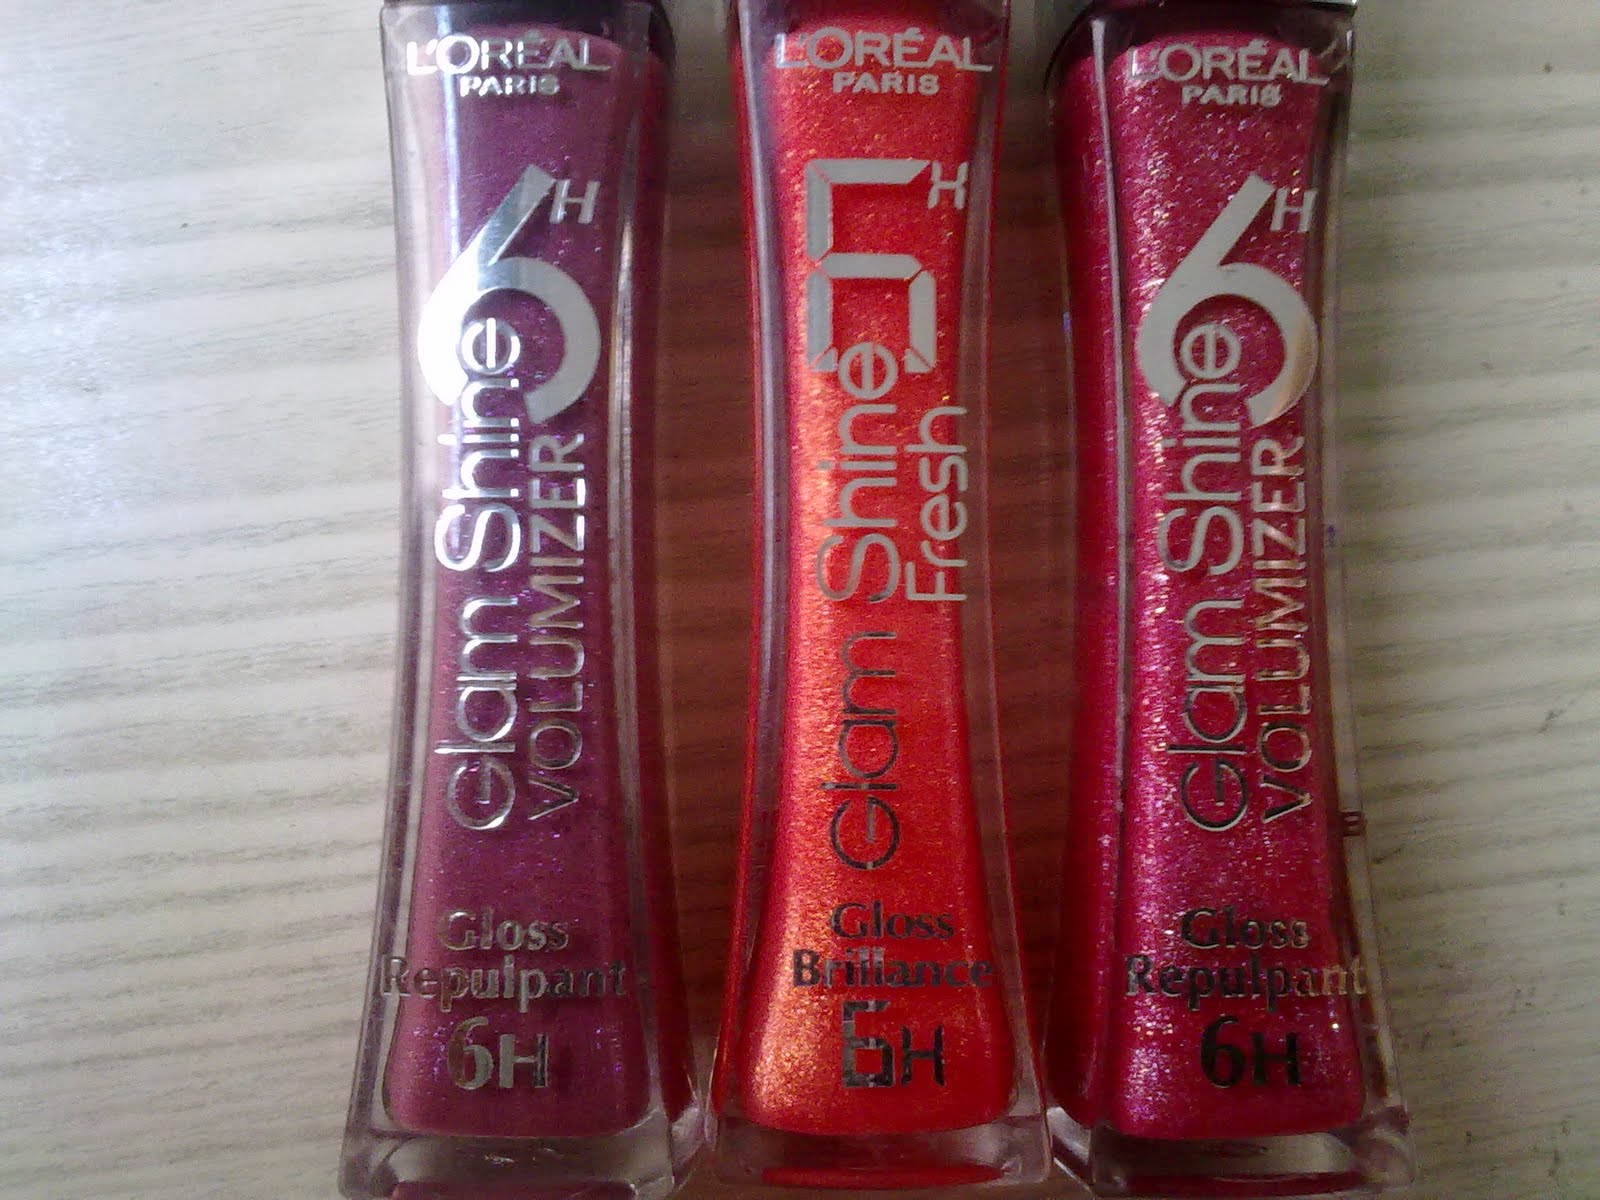 L'ORÉAL
PARIS
6H
Glam Shine
VOLUMIZER
Gloss
Repulpant
6H
L'ORÉAL
PARIS
6H
Glam Shine
Fresh
Gloss
Brillance
6H
L'ORÉAL
PARIS
6H
Glam Shine
VOLUMIZER
Gloss
Repulpant
6H